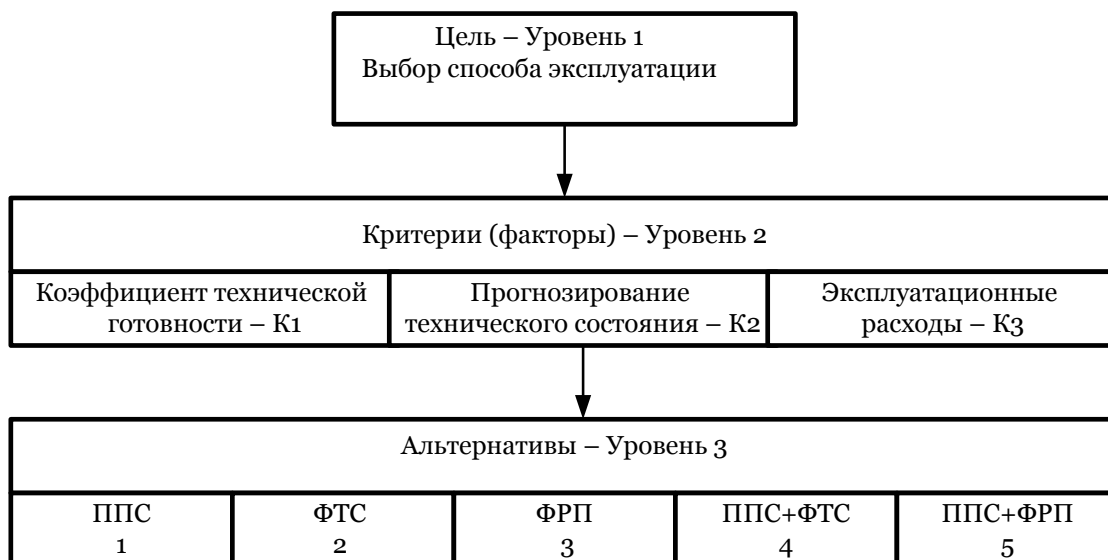 Цель – Уровень 1
Выбор способа эксплуатации
Критерии (факторы) – Уровень 2
Коэффициент технической
готовности – К1
Прогнозирование
технического состояния – К2
Эксплуатационные
расходы – К3
Альтернативы – Уровень 3
ППС
1
ФТС
2
ФРП
3
ППС+ФТС
4
ППС+ФРП
5